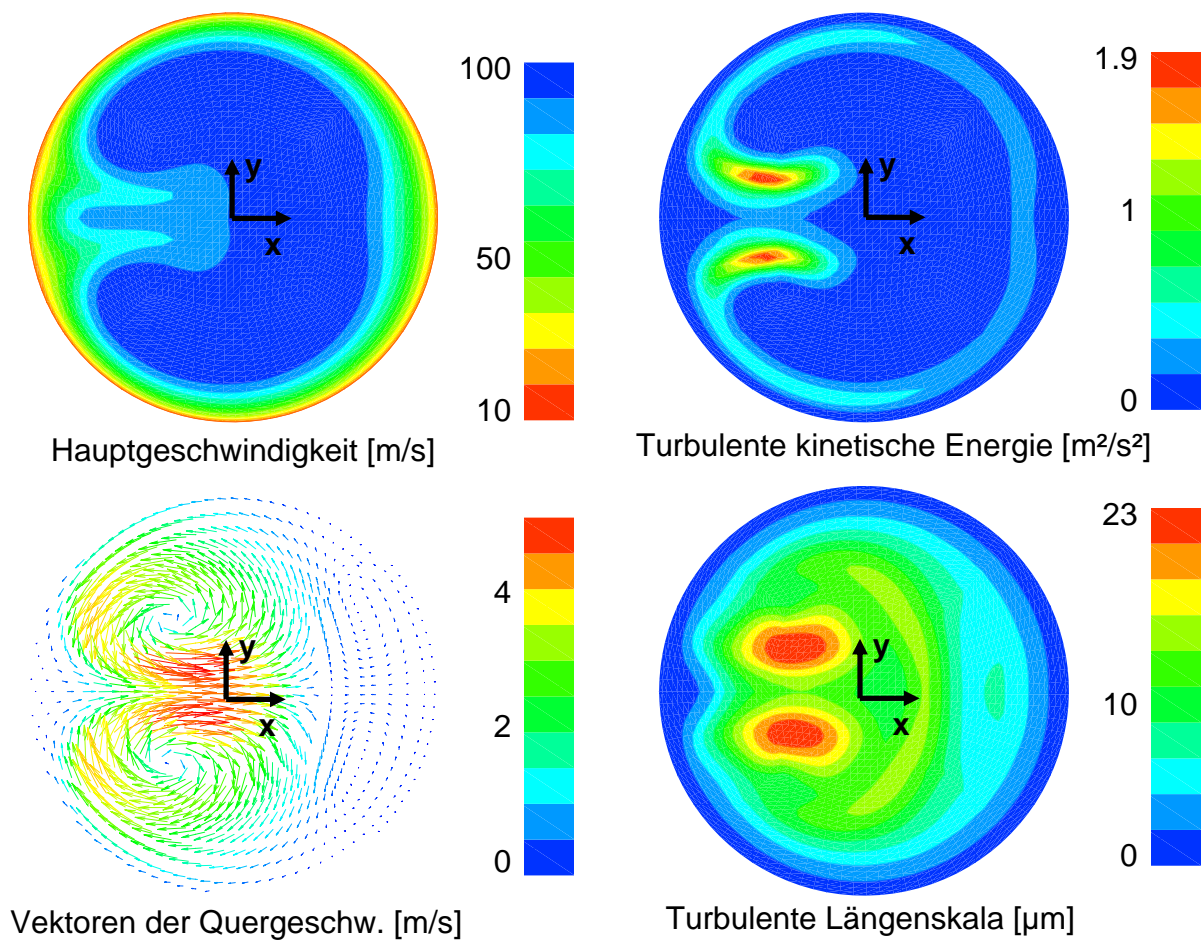 100
50
10
y
x
Hauptgeschwindigkeit [m/s]
1.9
1
0
y
x
Turbulente kinetische Energie [m²/s²]
4
2
0
y
x
Vektoren der Quergeschw. [m/s]
23
10
0
y
x
Turbulente Längenskala [µm]